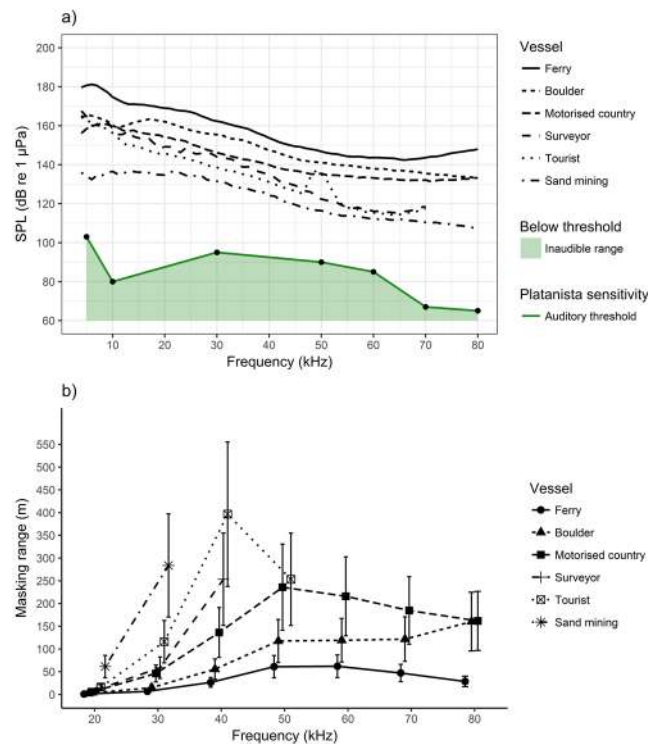 a)
200
180
160
140
120
100
80
60
SPL (dB re 1 µPa)
10 20 30 40 50 60 70 80
Frequency (kHz)
Vessel
Ferry
Boulder
Motorised country
Surveyor
Tourist
Sand mining
Below threshold
Inaudible range
Platanista sensitivity
Auditory threshold
b)
550
500
450
400
350
300
250
200
150
100
50
0
Masking range (m)
20 30 40 50 60 70 80
Frequency (kHz)
Vessel
Ferry
Boulder
Motorised country
Surveyor
Tourist
Sand mining